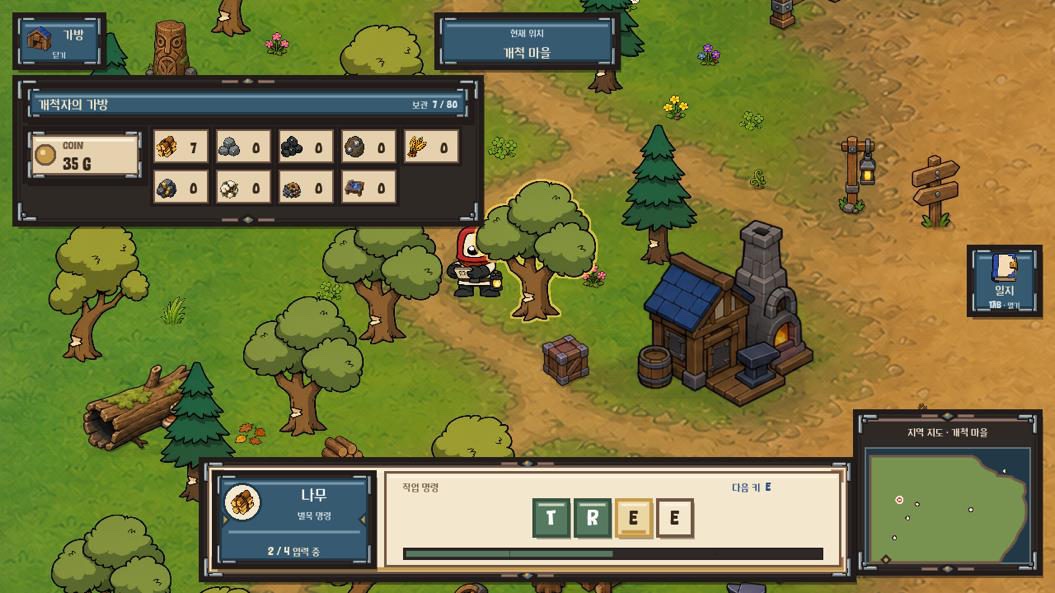 가방
닫기
현재 위치
개척 마을
개척자의 가방
보관 7 / 80
COIN
35 G
7
0
0
0
0
0
0
0
0
일지
TAB · 열기
지역 지도 · 개척 마을
나무
벌목 명령
2 / 4 입력 중
작업 명령
다음 키 E
T R E E